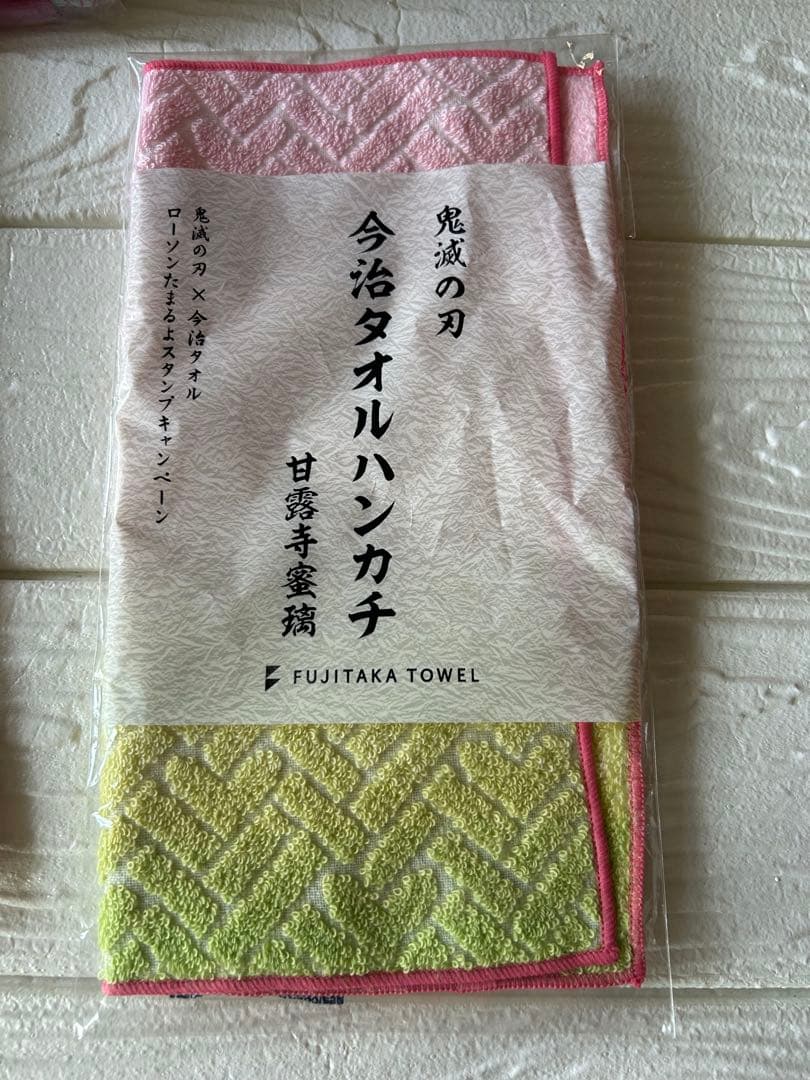 鬼滅の刃
今治タオルハンカチ
甘露寺蜜璃
鬼滅の刃×今治タオル
ローソンたまるよスタンプキャンペーン
FUJITAKA TOWEL